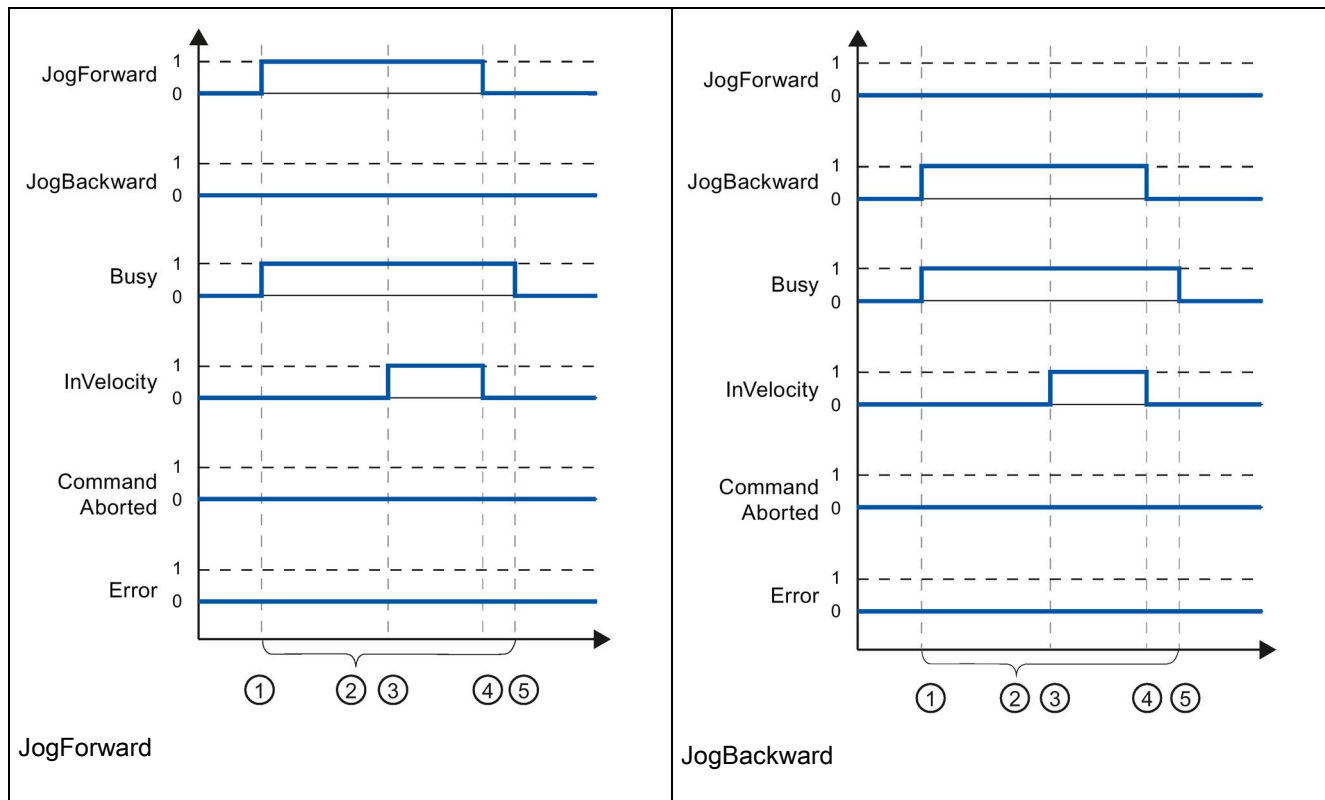 JogForward 1
0
JogBackward 1
0
Busy 1
0
InVelocity 1
0
Command
Aborted 1
0
Error 1
0
① ② ③ ④ ⑤
JogForward
JogForward 1
0
JogBackward 1
0
Busy 1
0
InVelocity 1
0
Command
Aborted 1
0
Error 1
0
① ② ③ ④ ⑤
JogBackward